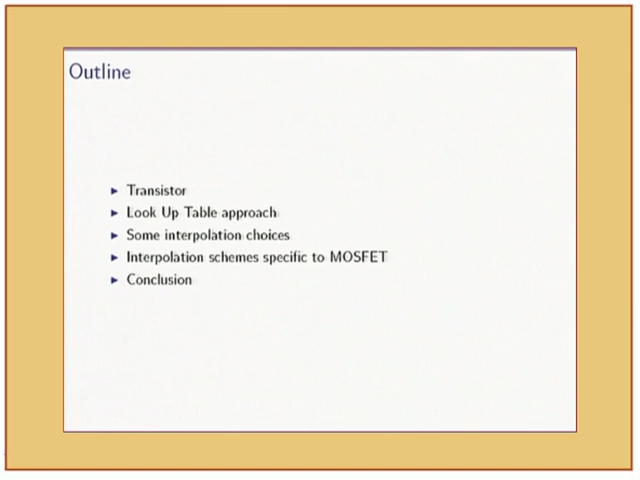 Outline
Transistor
Look Up Table approach
Some interpolation choices
Interpolation schemes specific to MOSFET
Conclusion